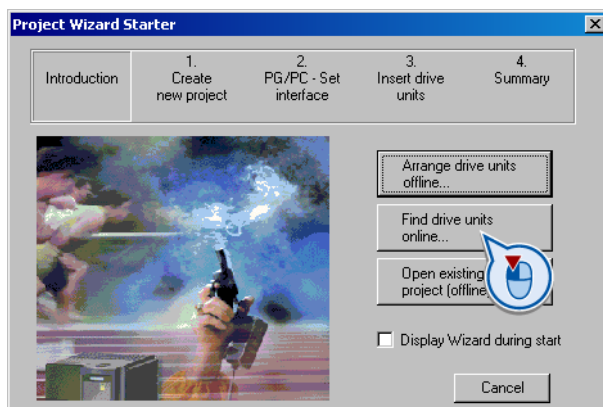 Project Wizard Starter
Introduction
1.
Create
new project
2.
PG/PC - Set
interface
3.
Insert drive
units
4.
Summary
Arrange drive units
offline...
Find drive units
online...
Open existing
project (offline
Display Wizard during start
Cancel